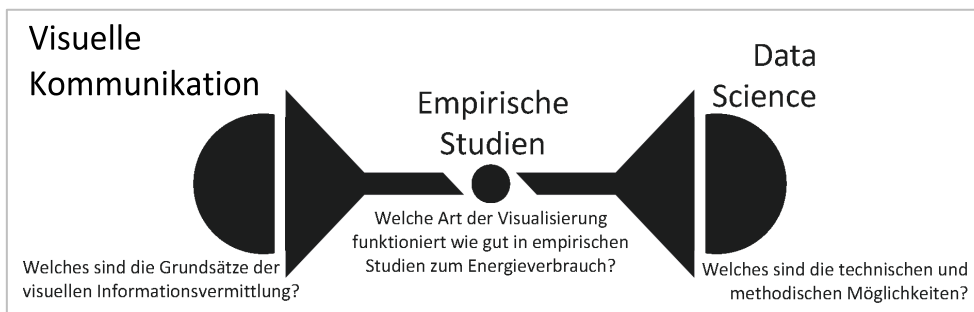 Visuelle
Kommunikation
Empirische
Studien
Data
Science
Welches sind die Grundsätze der
visuellen Informationsvermittlung?
Welche Art der Visualisierung
funktioniert wie gut in empirischen
Studien zum Energieverbrauch?
Welches sind die technischen und
methodischen Möglichkeiten?